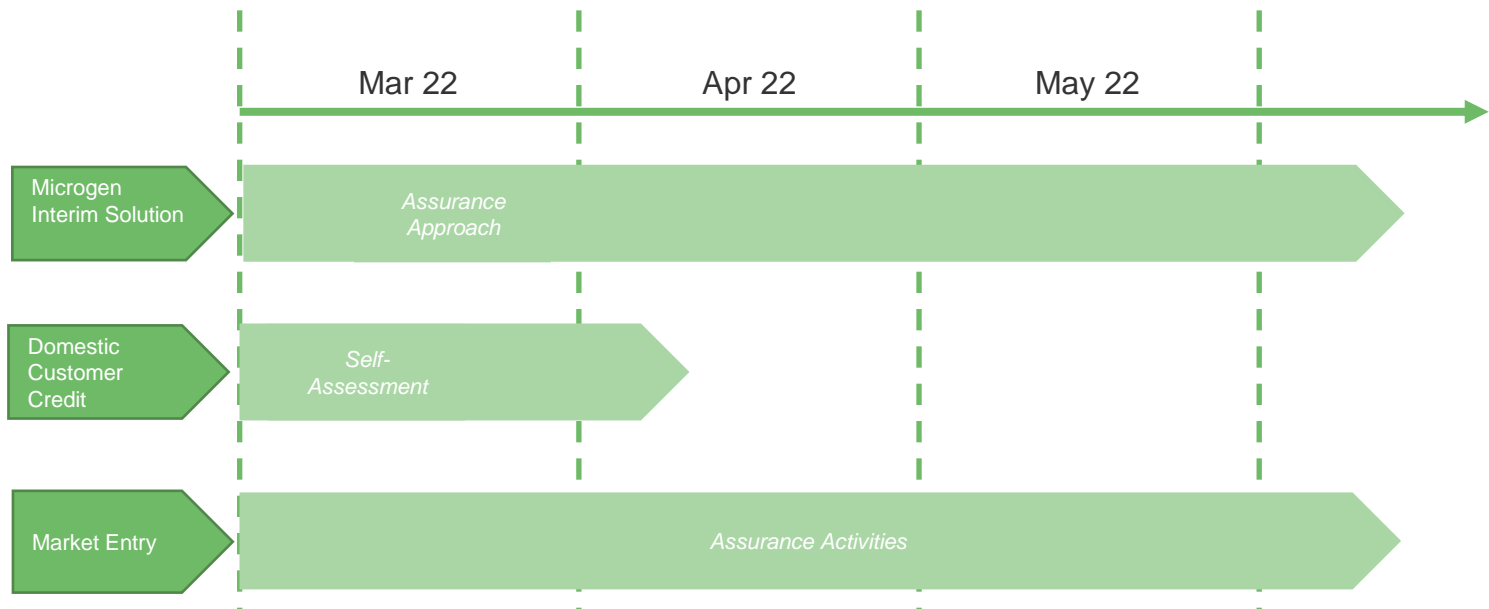 Mar 22
Apr 22
May 22
Microgen
Interim Solution
Assurance
Approach
Domestic
Customer
Credit
Self-
Assessment
Market Entry
Assurance Activities